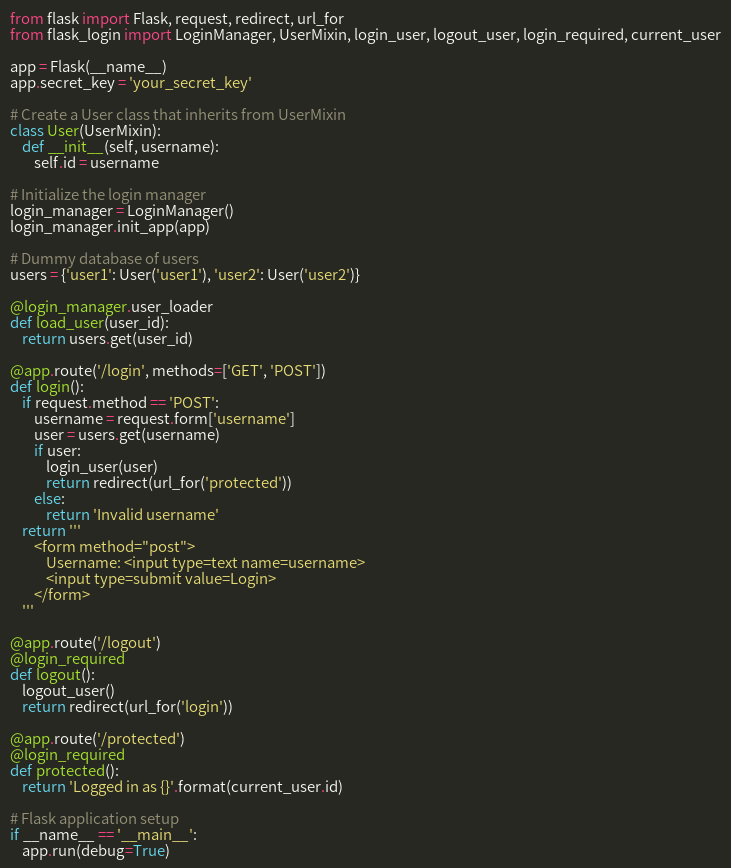 from flask import Flask, request, redirect, url_for
from flask_login import LoginManager, UserMixin, login_user, logout_user, login_required, current_user
app = Flask(__name__)
app.secret_key = 'your_secret_key'
# Create a User class that inherits from UserMixin
class User(UserMixin):
    def __init__(self, username):
        self.id = username
# Initialize the login manager
login_manager = LoginManager()
login_manager.init_app(app)
# Dummy database of users
users = {'user1': User('user1'), 'user2': User('user2')}
@login_manager.user_loader
def load_user(user_id):
    return users.get(user_id)
@app.route('/login', methods=['GET', 'POST'])
def login():
    if request.method == 'POST':
        username = request.form['username']
        user = users.get(username)
        if user:
            login_user(user)
            return redirect(url_for('protected'))
        else:
            return 'Invalid username'
    return '''
        <form method="post">
            Username: <input type=text name=username>
            <input type=submit value=Login>
        </form>
    '''
@app.route('/logout')
@login_required
def logout():
    logout_user()
    return redirect(url_for('login'))
@app.route('/protected')
@login_required
def protected():
    return 'Logged in as {}'.format(current_user.id)
# Flask application setup
if __name__ == '__main__':
    app.run(debug=True)